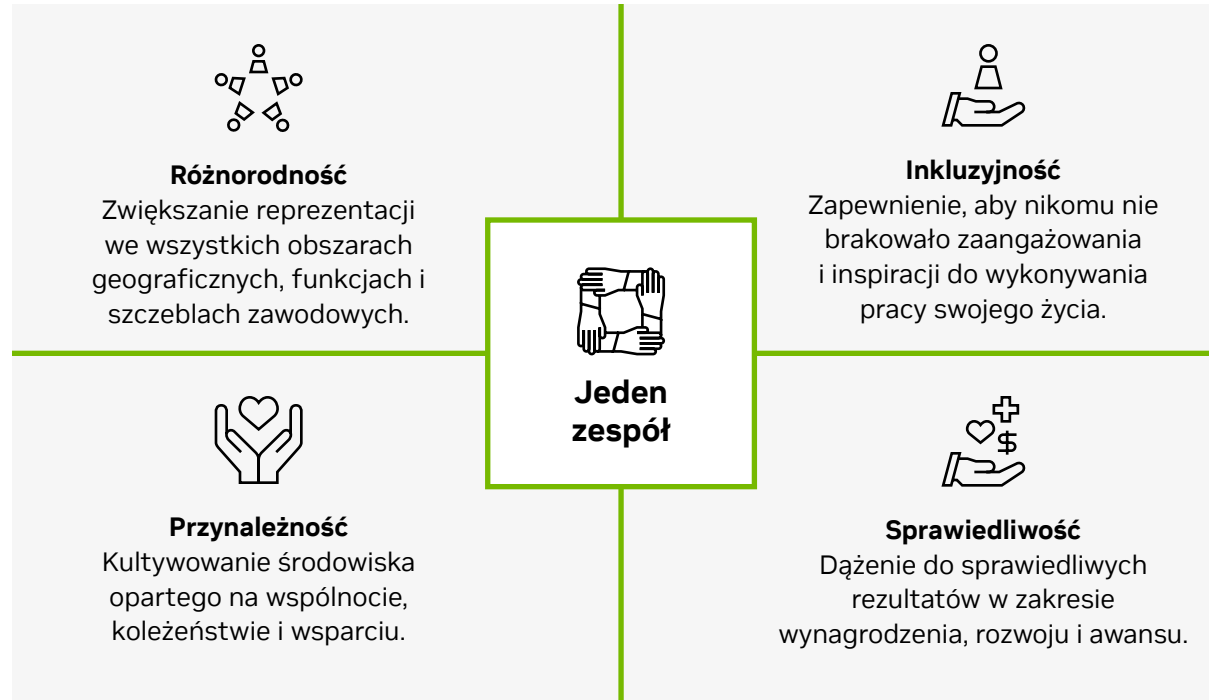 Różnorodność
Zwiększanie reprezentacji
we wszystkich obszarach
geograficznych, funkcjach i
szczeblach zawodowych.
Inkluzyjność
Zapewnienie, aby nikomu nie
brakowało zaangażowania
i inspiracji do wykonywania
pracy swojego życia.
Jeden
zespół
Przynależność
Kultywowanie środowiska
opartego na wspólnocie,
koleżeństwie i wsparciu.
Sprawiedliwość
Dążenie do sprawiedliwych
rezultatów w zakresie
wynagrodzenia, rozwoju i awansu.